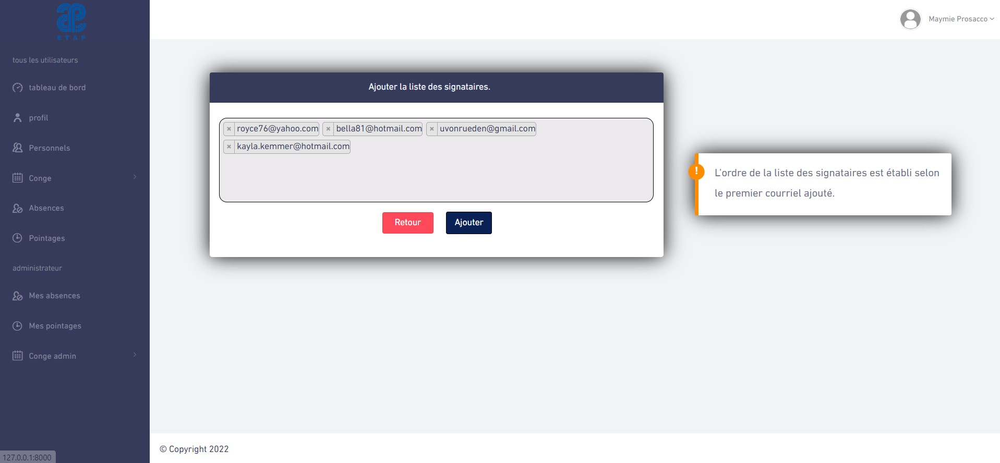 ETAP
tous les utilisateurs
tableau de bord
profil
Personnels
Conge
Absences
Pointages
administrateur
Mes absences
Mes pointages
Conge admin
127.0.0.1:8000
Maymie Prosacco
Ajouter la liste des signataires.
× royce76@yahoo.com × bella81@hotmail.com × uvonrueden@gmail.com
× kayla.kemmer@hotmail.com
Retour Ajouter
!
L'ordre de la liste des signataires est établi selon
le premier courriel ajouté.
© Copyright 2022